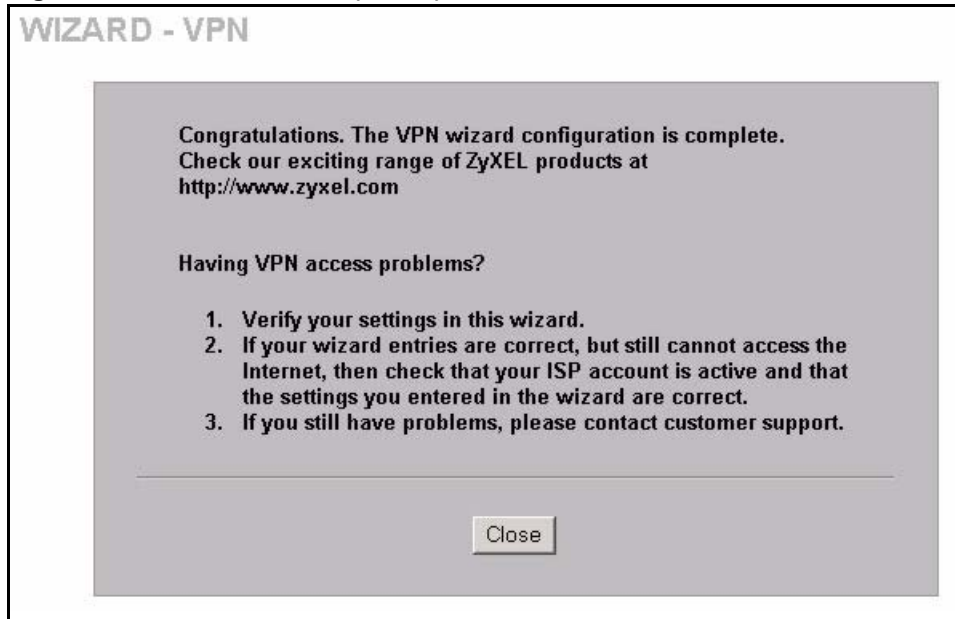 WIZARD - VPN
Congratulations. The VPN wizard configuration is complete.
Check our exciting range of ZyXEL products at
http://www.zyxel.com
Having VPN access problems?
1. Verify your settings in this wizard.
2. If your wizard entries are correct, but still cannot access the
Internet, then check that your ISP account is active and that
the settings you entered in the wizard are correct.
3. If you still have problems, please contact customer support.
Close